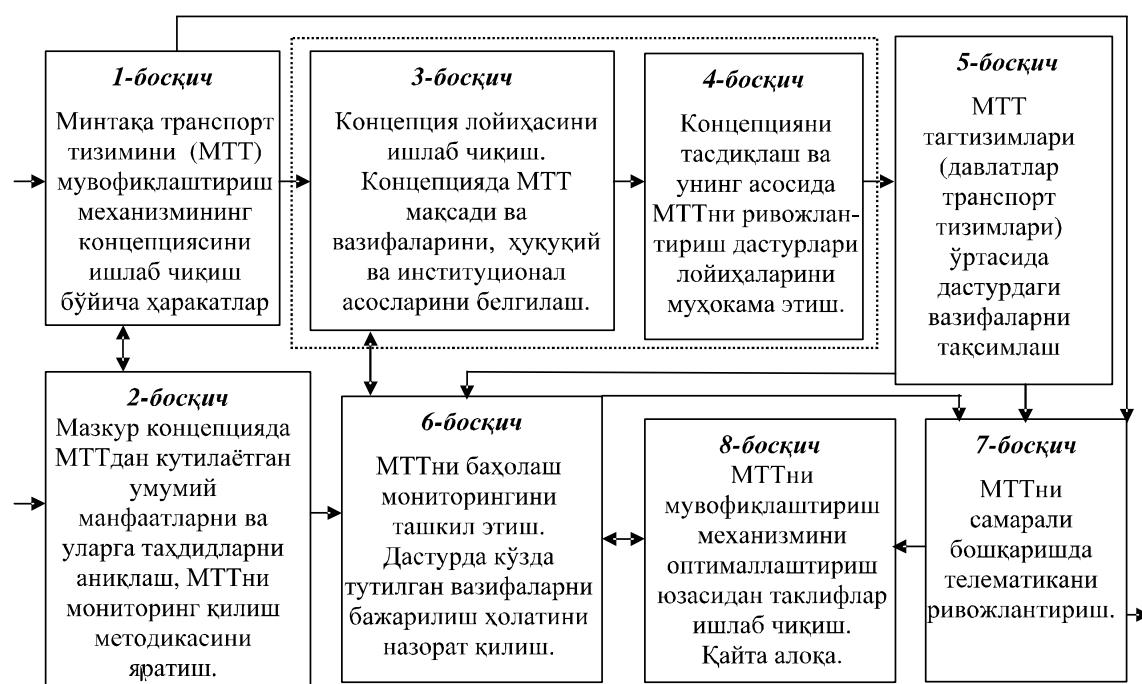 1-босқич
Минтақа транспорт
тизимини (МТТ)
мувофиқлаштириш
механизмининг
концепциясини
ишлаб чиқиш
бўйича ҳаракатлар
3-босқич
Концепция лойиҳасини
ишлаб чиқиш.
Концепцияда МТТ
мақсади ва
вазифаларини, ҳуқуқий
ва институционал
асосларини белгилаш.
4-босқич
Концепцияни
тасдиқлаш ва
унинг асосида
МТТни ривожлан-
тириш дастурлари
лойиҳаларини
муҳокама этиш.
5-босқич
МТТ
тагтизимлари
(давлатлар
транспорт
тизимлари)
ўртасида
дастурдаги
вазифаларни
тақсимлаш
2-босқич
Мазкур концепцияда
МТТдан кутилаётган
умумий
манфаатларни ва
уларга таҳдидларни
аниқлаш, МТТни
мониторинг қилиш
методикасини
яратиш.
6-босқич
МТТни баҳолаш
мониторингини
ташкил этиш.
Дастурда кўзда
тутилган вазифаларни
бажарилиш ҳолатини
назорат қилиш.
8-босқич
МТТни
мувофиқлаштириш
механизмини
оптималлаштириш
юзасидан таклифлар
ишлаб чиқиш.
Қайта алоқа.
7-босқич
МТТни
самарали
бошқаришда
телематикани
ривожлантириш.